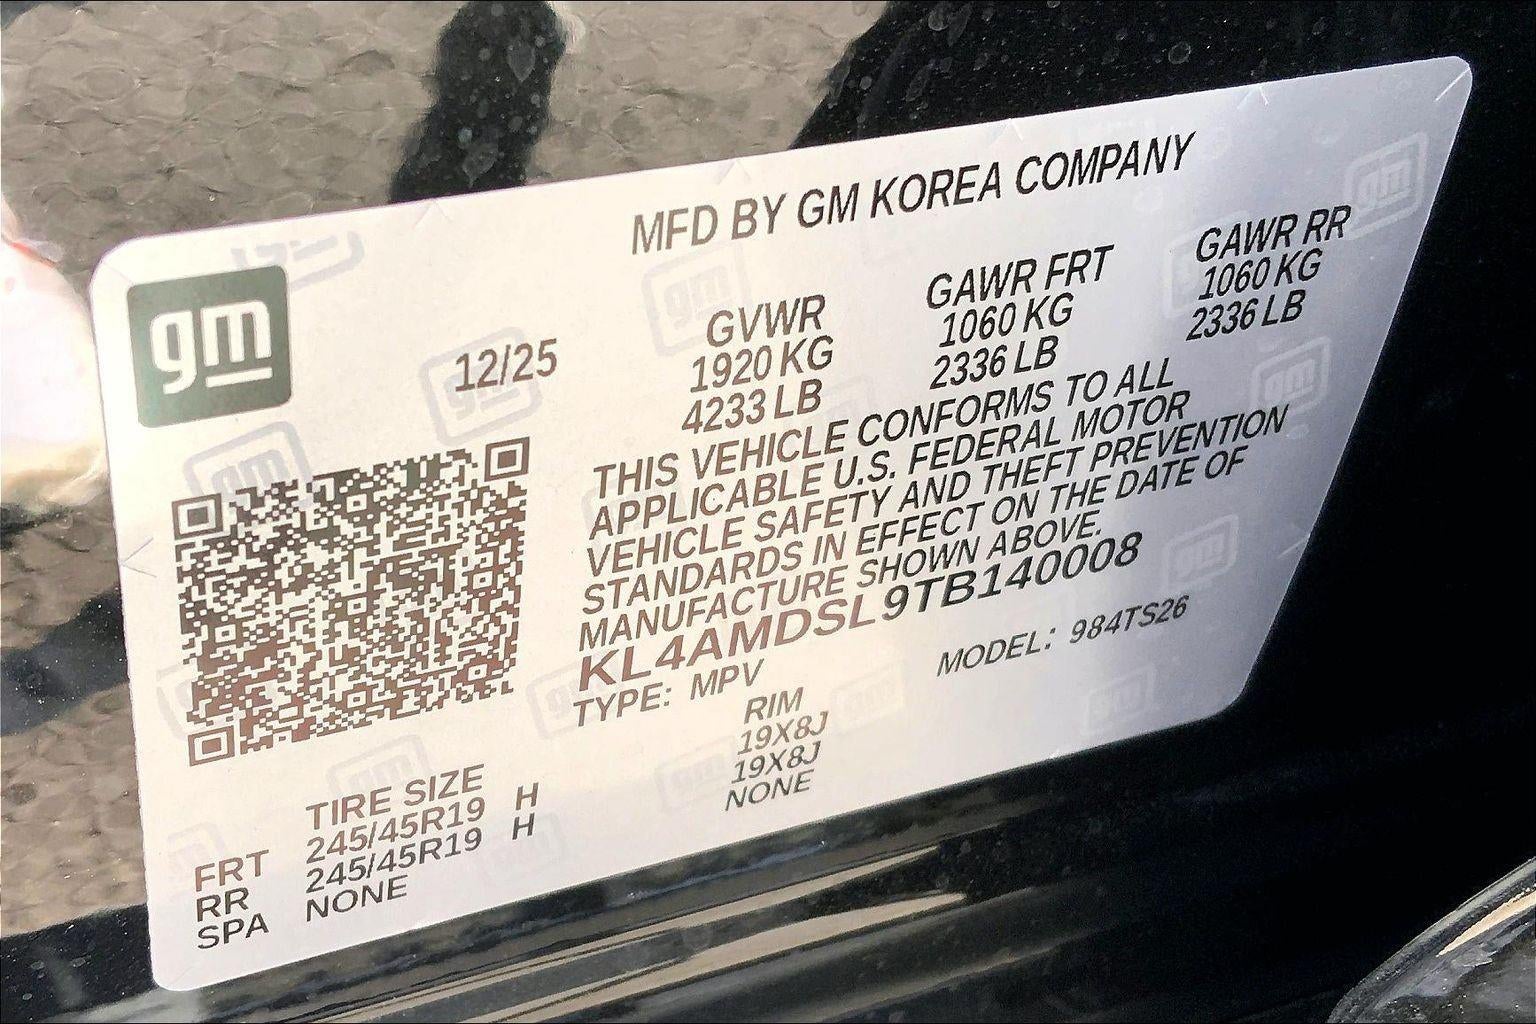 MFD BY GM KOREA COMPANY
gm
12/25
GVWR GAWR FRT GAWR RR
1920 KG 1060 KG 1060 KG
4233 LB 2336 LB 2336 LB
THIS VEHICLE CONFORMS TO ALL
APPLICABLE U.S. FEDERAL MOTOR
VEHICLE SAFETY AND THEFT PREVENTION
STANDARDS IN EFFECT ON THE DATE OF
MANUFACTURE SHOWN ABOVE.
KL4AMDSL9TB140008
TYPE: MPV MODEL: 984TS26
TIRE SIZE RIM
FRT 245/45R19 H 19X8J
RR 245/45R19 H 19X8J
SPA NONE NONE